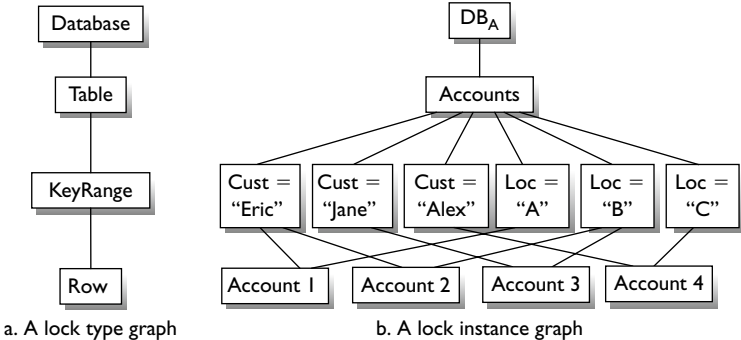 Database
Table
KeyRange
Row
a. A lock type graph
DBA
Accounts
Cust =
“Eric”
Cust =
“Jane”
Cust =
“Alex”
Loc =
“A”
Loc =
“B”
Loc =
“C”
Account 1
Account 2
Account 3
Account 4
b. A lock instance graph